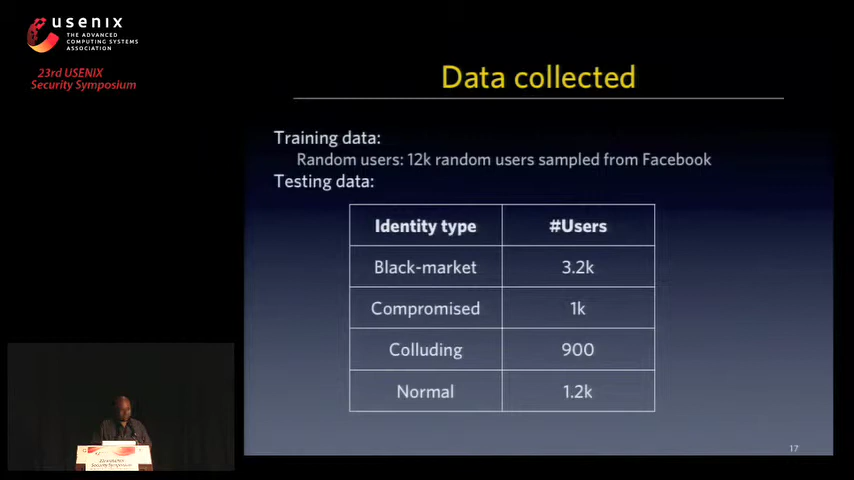 usenix
THE ADVANCED
COMPUTING SYSTEMS
ASSOCIATION
23rd USENIX
Security Symposium
Data collected
Training data:
Random users: 12k random users sampled from Facebook
Testing data:
Identity type #Users
Black-market 3.2k
Compromised 1k
Colluding 900
Normal 1.2k
17